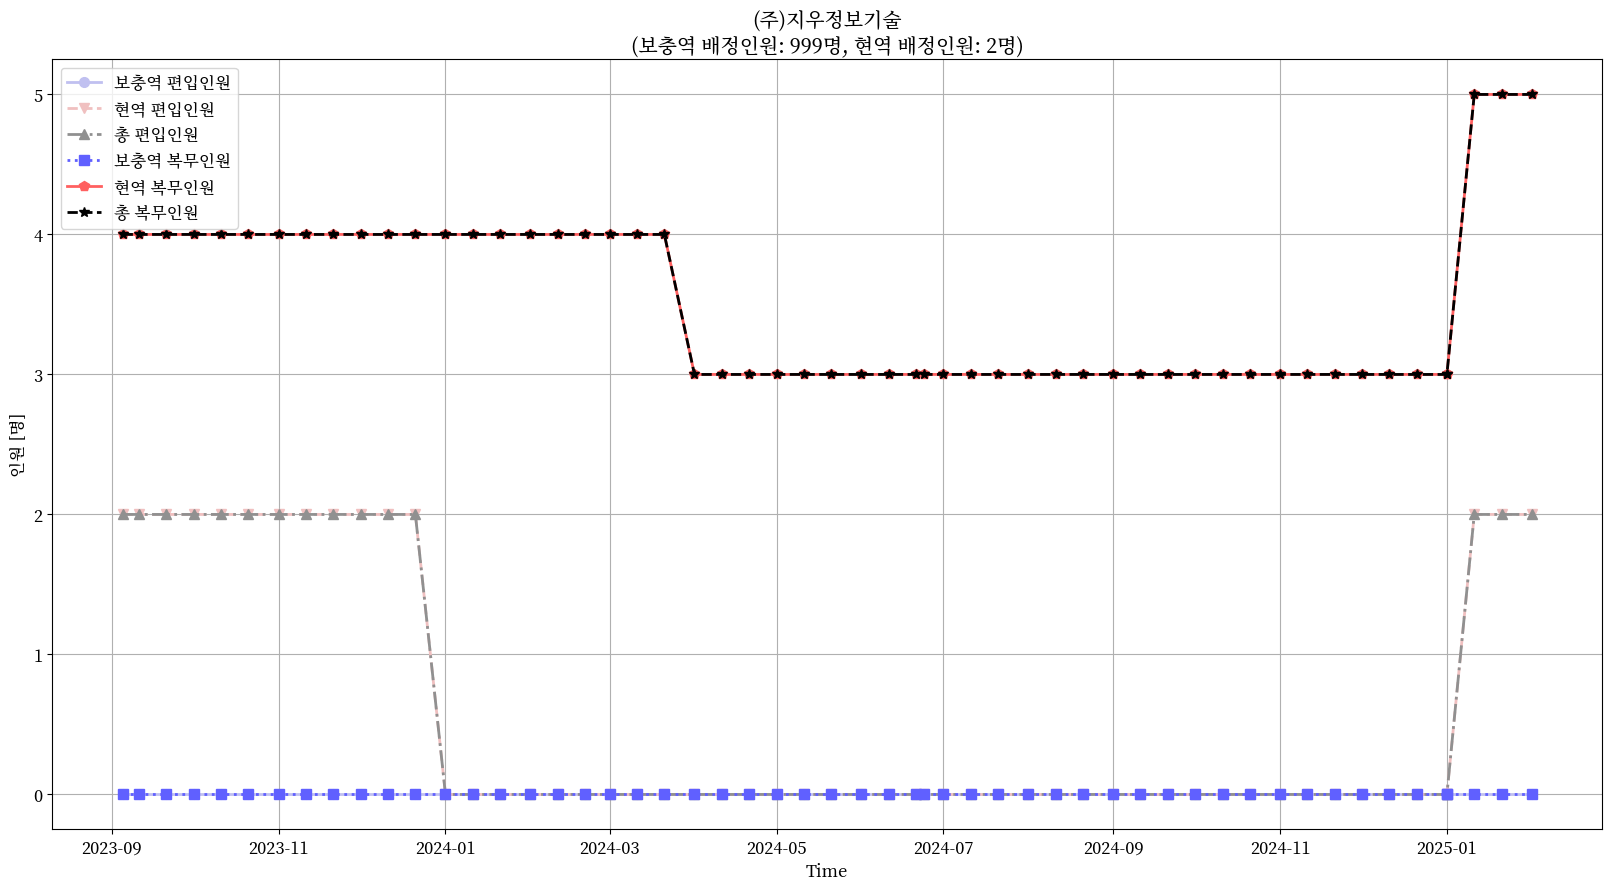 (주)지우정보기술
(보충역 배정인원: 999명, 현역 배정인원: 2명)
보충역 편입인원
현역 편입인원
총 편입인원
보충역 복무인원
현역 복무인원
총 복무인원
5
4
3
2
1
0
인원 [명]
2023-09
2023-11
2024-01
2024-03
2024-05
2024-07
2024-09
2024-11
2025-01
Time